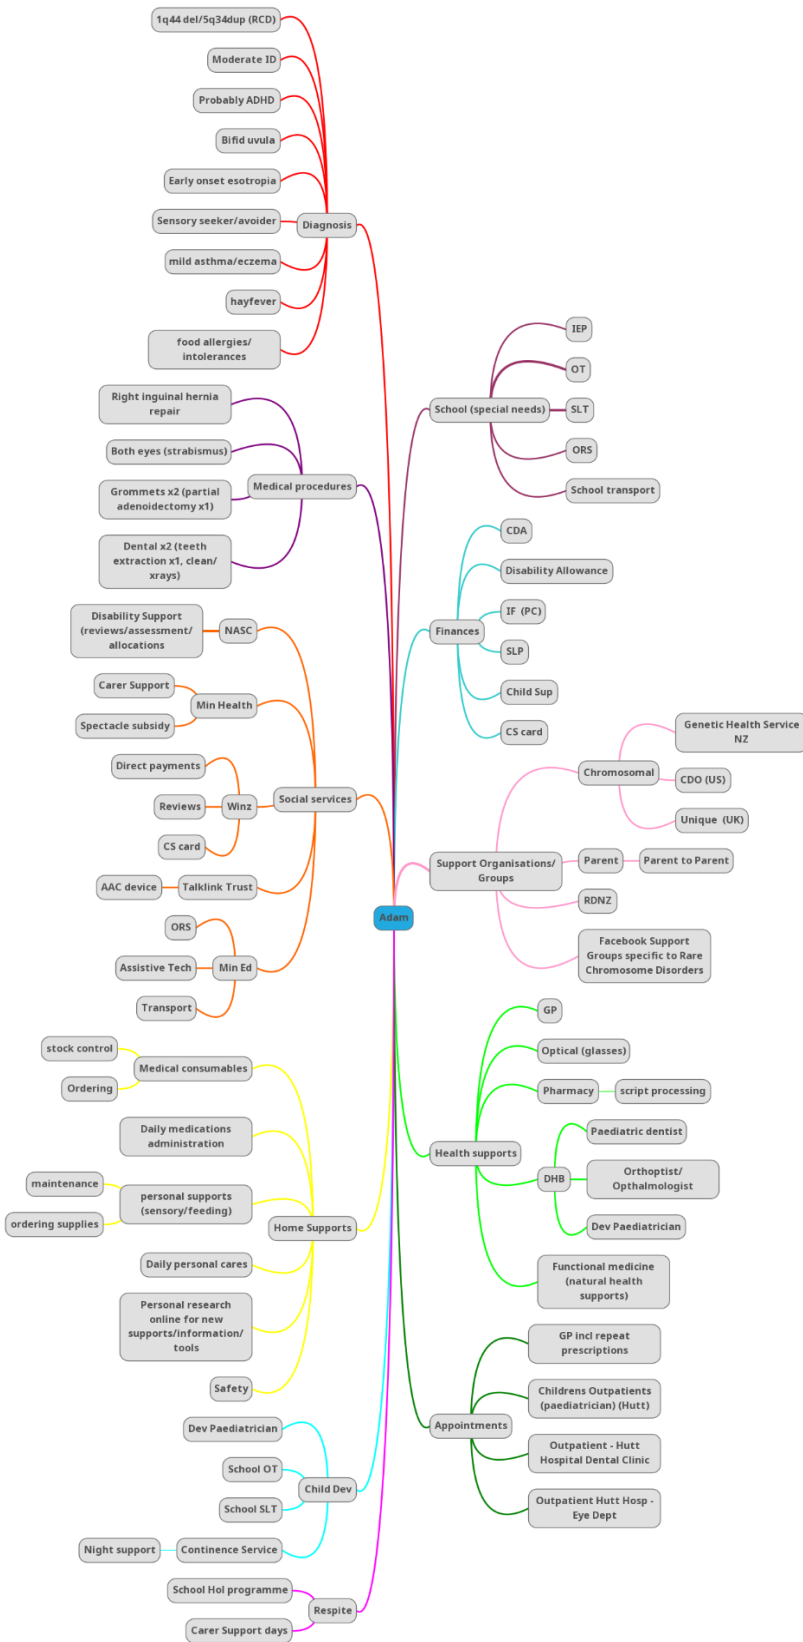 1q44 del/5q34dup (RCD)
Moderate ID
Probably ADHD
Bifid uvula
Early onset esotropia
Sensory seeker/avoider
mild asthma/eczema
hayfever
food allergies/
intolerances
Diagnosis
Right inguinal hernia
repair
Both eyes (strabismus)
Grommets x2 (partial
adenoidectomy x1)
Dental x2 (teeth
extraction x1, clean/
xrays)
Medical procedures
Disability Support
(reviews/assessment/
allocations
NASC
Carer Support
Spectacle subsidy
Min Health
Direct payments
Reviews
CS card
Winz
AAC device
Talklink Trust
ORS
Assistive Tech
Transport
Min Ed
Social services
stock control
Ordering
Medical consumables
Daily medications
administration
maintenance
ordering supplies
personal supports
(sensory/feeding)
Daily personal cares
Personal research
online for new
supports/information/
tools
Safety
Home Supports
Dev Paediatrician
School OT
School SLT
Night support
Continence Service
Child Dev
School Hol programme
Carer Support days
Respite
Adam
School (special needs)
IEP
OT
SLT
ORS
School transport
Finances
CDA
Disability Allowance
IF (PC)
SLP
Child Sup
CS card
Support Organisations/
Groups
Chromosomal
Genetic Health Service
NZ
CDO (US)
Unique (UK)
Parent
Parent to Parent
RDNZ
Facebook Support
Groups specific to Rare
Chromosome Disorders
Health supports
GP
Optical (glasses)
Pharmacy
script processing
DHB
Paediatric dentist
Orthoptist/
Opthalmologist
Dev Paediatrician
Functional medicine
(natural health
supports)
Appointments
GP incl repeat
prescriptions
Childrens Outpatients
(paediatrician) (Hutt)
Outpatient - Hutt
Hospital Dental Clinic
Outpatient Hutt Hosp -
Eye Dept